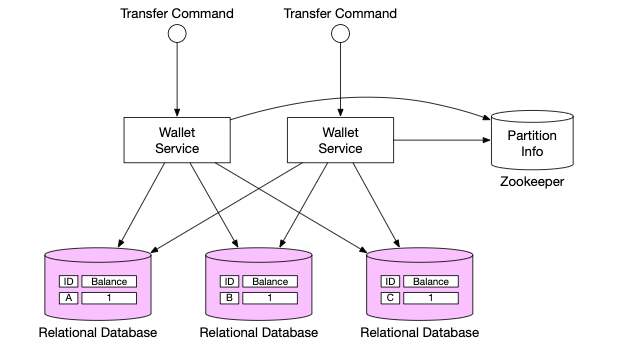 Transfer Command
Transfer Command
Wallet
Service
Wallet
Service
Partition
Info
Zookeeper
ID Balance
A 1
Relational Database
ID Balance
B 1
Relational Database
ID Balance
C 1
Relational Database